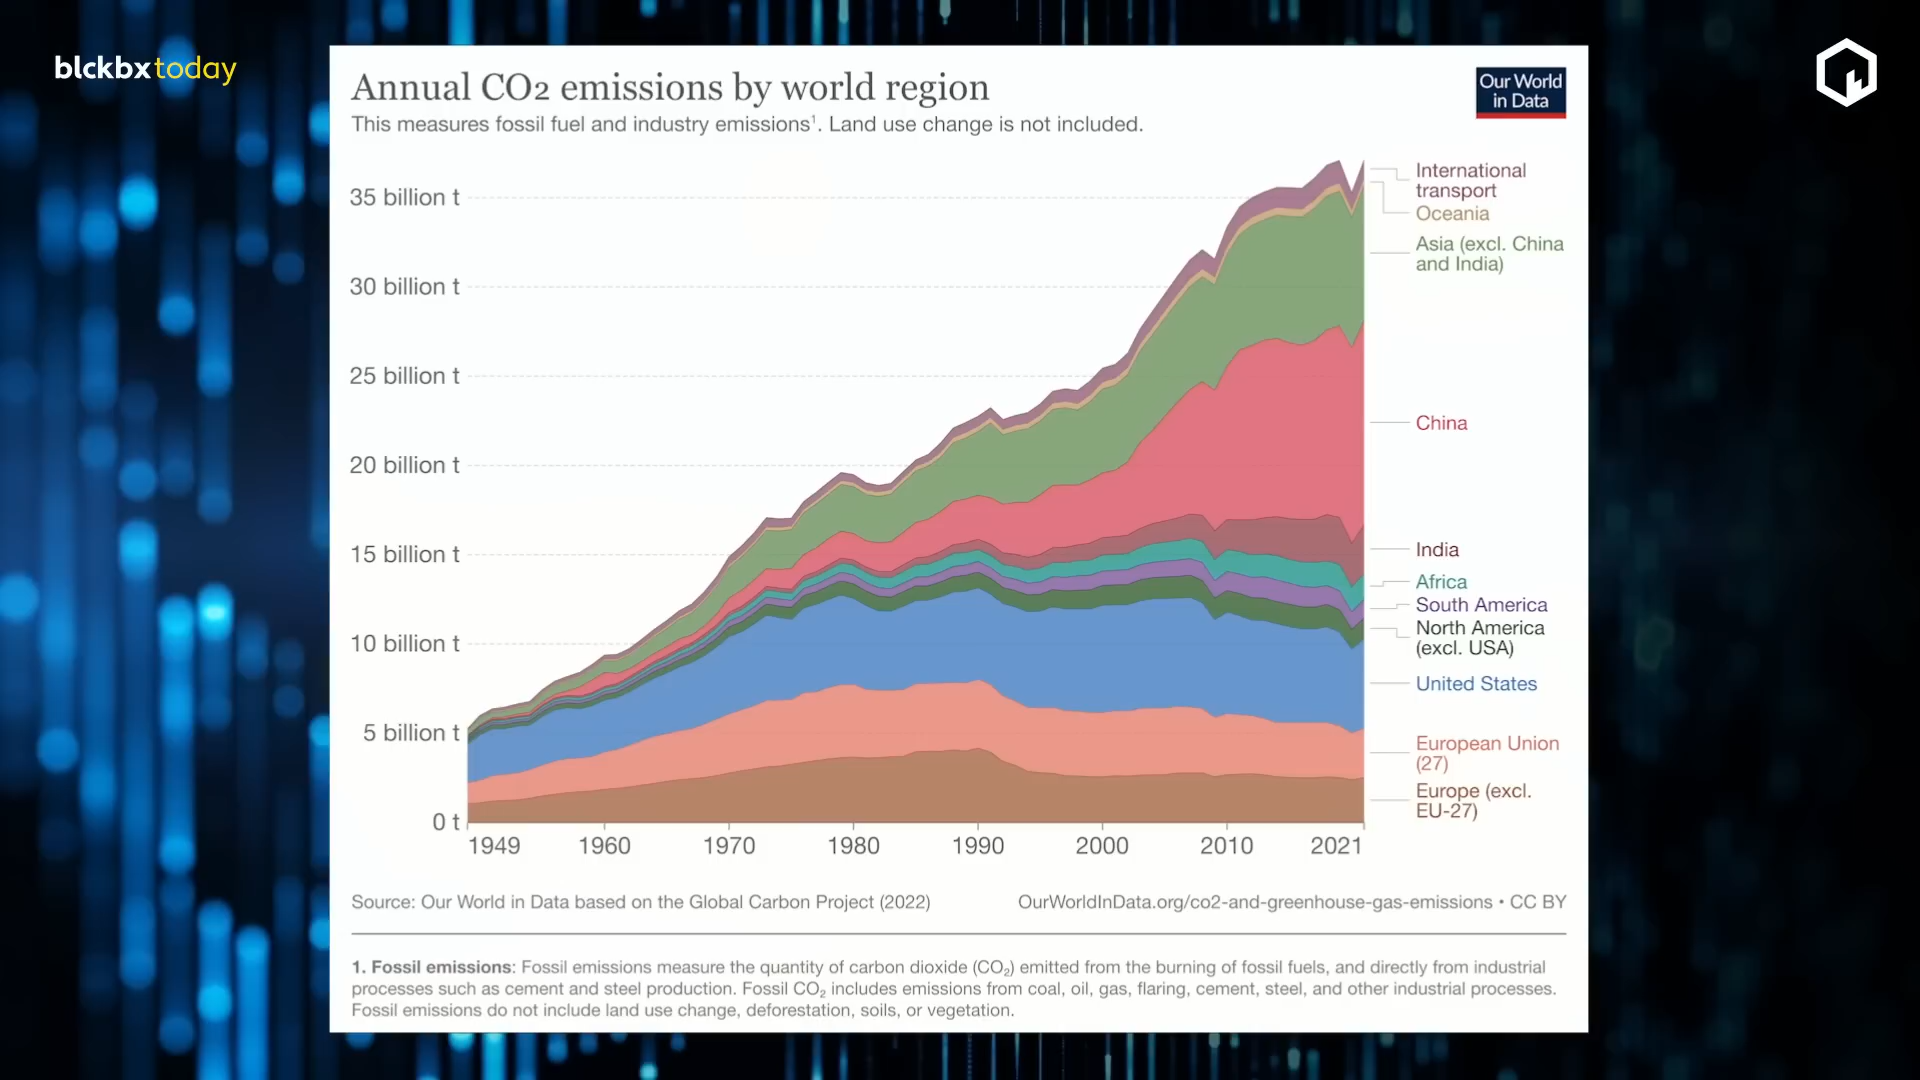 blckbxtoday
Annual CO2 emissions by world region
This measures fossil fuel and industry emissions¹. Land use change is not included.
Our World
in Data
35 billion t
30 billion t
25 billion t
20 billion t
15 billion t
10 billion t
5 billion t
0 t
1949
1960
1970
1980
1990
2000
2010
2021
International
transport
Oceania
Asia (excl. China
and India)
China
India
Africa
South America
North America
(excl. USA)
United States
European Union
(27)
Europe (excl.
EU-27)
Source: Our World in Data based on the Global Carbon Project (2022)
OurWorldInData.org/co2-and-greenhouse-gas-emissions • CC BY
1. Fossil emissions: Fossil emissions measure the quantity of carbon dioxide (CO₂) emitted from the burning of fossil fuels, and directly from industrial
processes such as cement and steel production. Fossil CO₂ includes emissions from coal, oil, gas, flaring, cement, steel, and other industrial processes.
Fossil emissions do not include land use change, deforestation, soils, or vegetation.